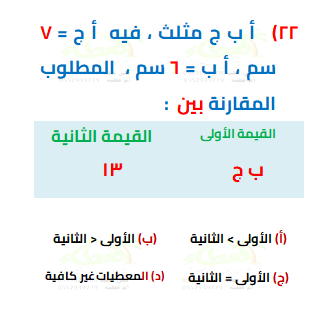 ٢٢) أ ب ج مثلث ، فيه أ ج = ٧
سم ، أ ب = ٦ سم ، المطلوب
المقارنة بين :
القيمة الأولى القيمة الثانية
ب ج ١٣
(أ) الأولى > الثانية (ب) الأولى < الثانية
(ج) الأولى = الثانية (د) المعطيات غير كافية